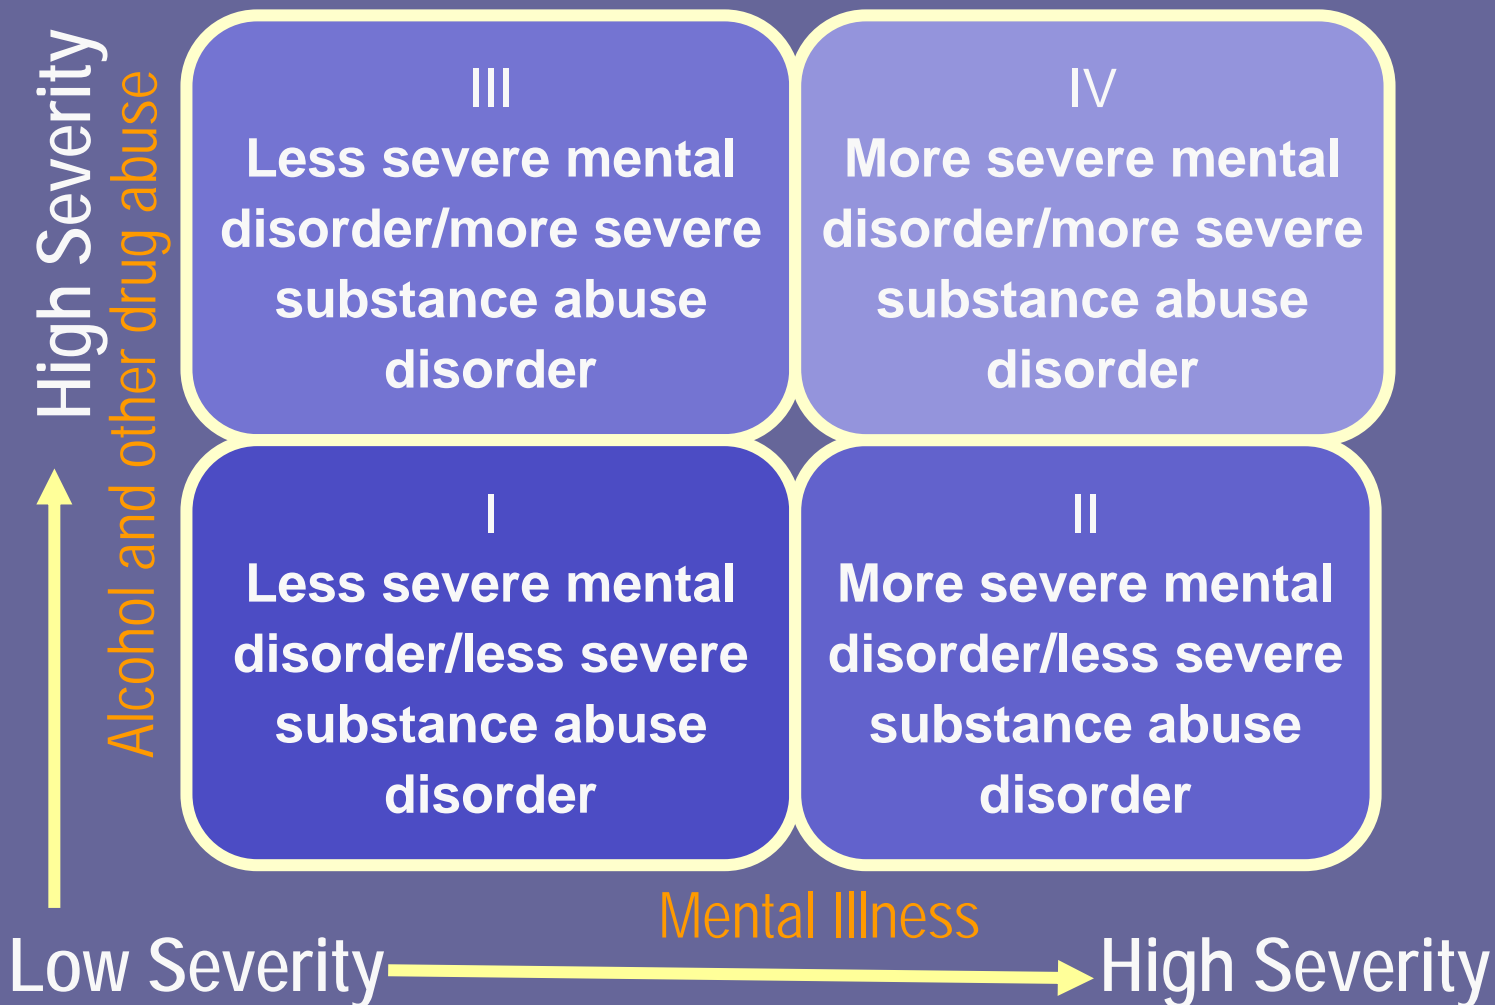 High Severity
Alcohol and other drug abuse
III
Less severe mental
disorder/more severe
substance abuse
disorder
IV
More severe mental
disorder/more severe
substance abuse
disorder
I
Less severe mental
disorder/less severe
substance abuse
disorder
II
More severe mental
disorder/less severe
substance abuse
disorder
Mental Illness
Low Severity
High Severity